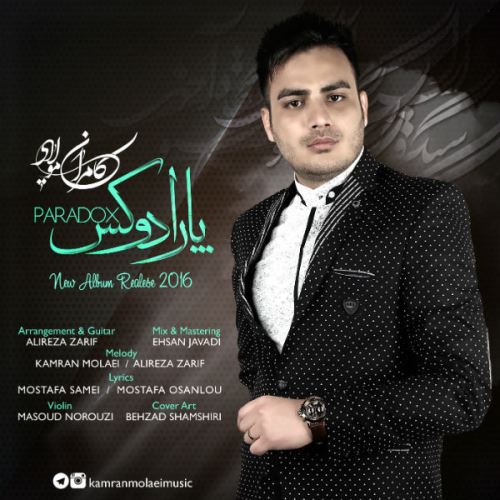 کامران مولایی
پارادوکس
PARADOX
New Album Realese 2016
Arrangement & Guitar
ALIREZA ZARIF
Mix & Mastering
EHSAN JAVADI
Melody
KAMRAN MOLAEI / ALIREZA ZARIF
Lyrics
MOSTAFA SAMEI / MOSTAFA OSANLOU
Violin
MASOUD NOROUZI
Cover Art
BEHZAD SHAMSHIRI
kamranmolaeimusic